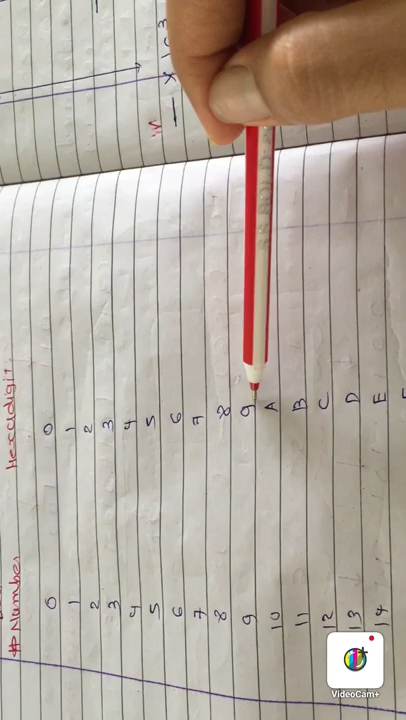 # Number Hexadigit
0 0
1 1
2 2
3 3
4 4
5 5
6 6
7 7
8 8
9 9
10 A
11 B
12 C
13 D
14 E
VideoCam+